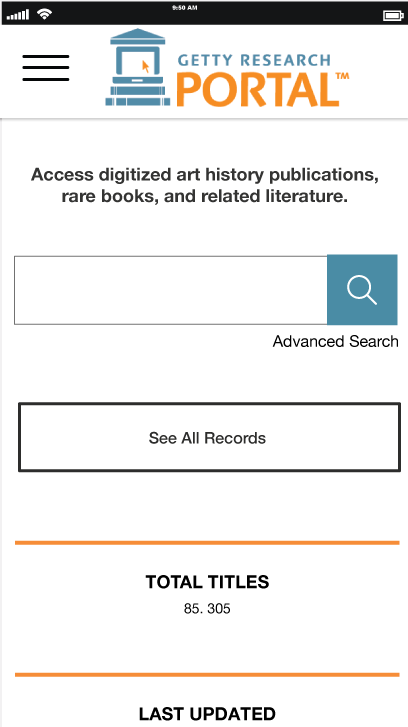 9:50 AM
GETTY RESEARCH
PORTAL™
Access digitized art history publications,
rare books, and related literature.
Advanced Search
See All Records
TOTAL TITLES
85. 305
LAST UPDATED